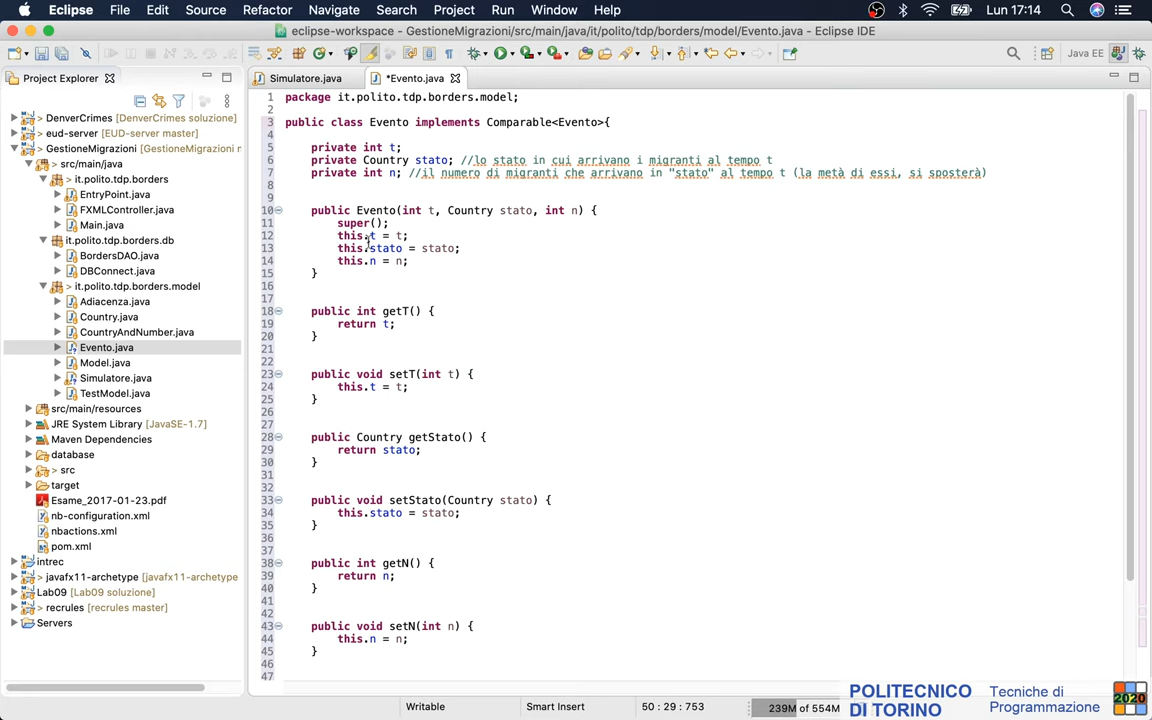 Eclipse File Edit Source Refactor Navigate Search Project Run Window Help Lun 17:14
eclipse-workspace - GestioneMigrazioni/src/main/java/it/polito/tdp/borders/model/Evento.java - Eclipse IDE
Java EE
Project Explorer
Simulatore.java
*Evento.java
DenverCrimes [DenverCrimes soluzione]
> eud-server [EUD-server master]
> GestioneMigrazioni [GestioneMigrazioni n
> src/main/java
> it.polito.tdp.borders
EntryPoint.java
FXMLController.java
Main.java
it.polito.tdp.borders.db
BordersDAO.java
DBConnect.java
> it.polito.tdp.borders.model
Adiacenza.java
Country.java
CountryAndNumber.java
Evento.java
Model.java
Simulatore.java
TestModel.java
src/main/resources
JRE System Library [JavaSE-1.7]
Maven Dependencies
database
> src
target
Esame_2017-01-23.pdf
nb-configuration.xml
nbactions.xml
pom.xml
intrec
> javafx11-archetype [javafx11-archetype
Lab09 [Lab09 soluzione]
> recrules [recrules master]
Servers
1 package it.polito.tdp.borders.model;
2
3 public class Evento implements Comparable<Evento>{
4
5 private int t;
6 private Country stato; //lo stato in cui arrivano i migranti al tempo t
7 private int n; //il numero di migranti che arrivano in "stato" al tempo t (la metà di essi, si sposterà)
8
9
10 public Evento(int t, Country stato, int n) {
11 super();
12 this.t = t;
13 this.stato = stato;
14 this.n = n;
15 }
16
17
18 public int getT() {
19 return t;
20 }
21
22
23 public void setT(int t) {
24 this.t = t;
25 }
26
27
28 public Country getStato() {
29 return stato;
30 }
31
32
33 public void setStato(Country stato) {
34 this.stato = stato;
35 }
36
37
38 public int getN() {
39 return n;
40 }
41
42
43 public void setN(int n) {
44 this.n = n;
45 }
46
47
Writable Smart Insert 50 : 29 : 753 239M of 554M
POLITECNICO
DI TORINO
Tecniche di
Programmazione
2020